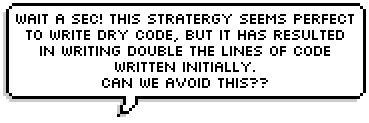 WAIT A SEC! THIS STRATERGY SEEMS PERFECT
TO WRITE DRY CODE, BUT IT HAS RESULTED
IN WRITING DOUBLE THE LINES OF CODE
WRITTEN INITIALLY.
CAN WE AVOID THIS??